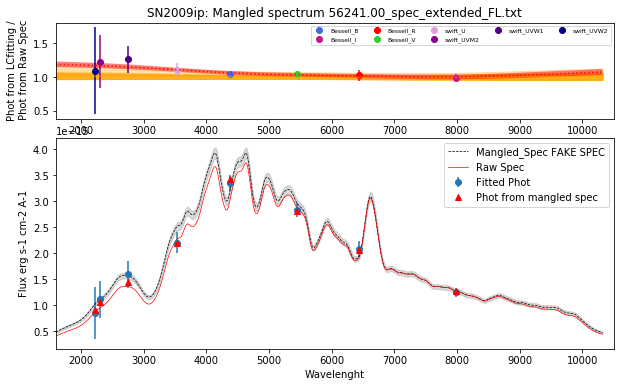 SN2009ip: Mangled spectrum 56241.00_spec_extended_FL.txt
Phot from LCfitting /
Phot from Raw Spec
1.5
1.0
0.5
Bessell_B
Bessell_I
Bessell_R
Bessell_V
swift_U
swift_UVM2
swift_UVW1
swift_UVW2
2000 3000 4000 5000 6000 7000 8000 9000 10000
Flux erg s-1 cm-2 A-1
4.0
3.5
3.0
2.5
2.0
1.5
1.0
0.5
Mangled_Spec FAKE SPEC
Raw Spec
Fitted Phot
Phot from mangled spec
2000 3000 4000 5000 6000 7000 8000 9000 10000
Wavelenght